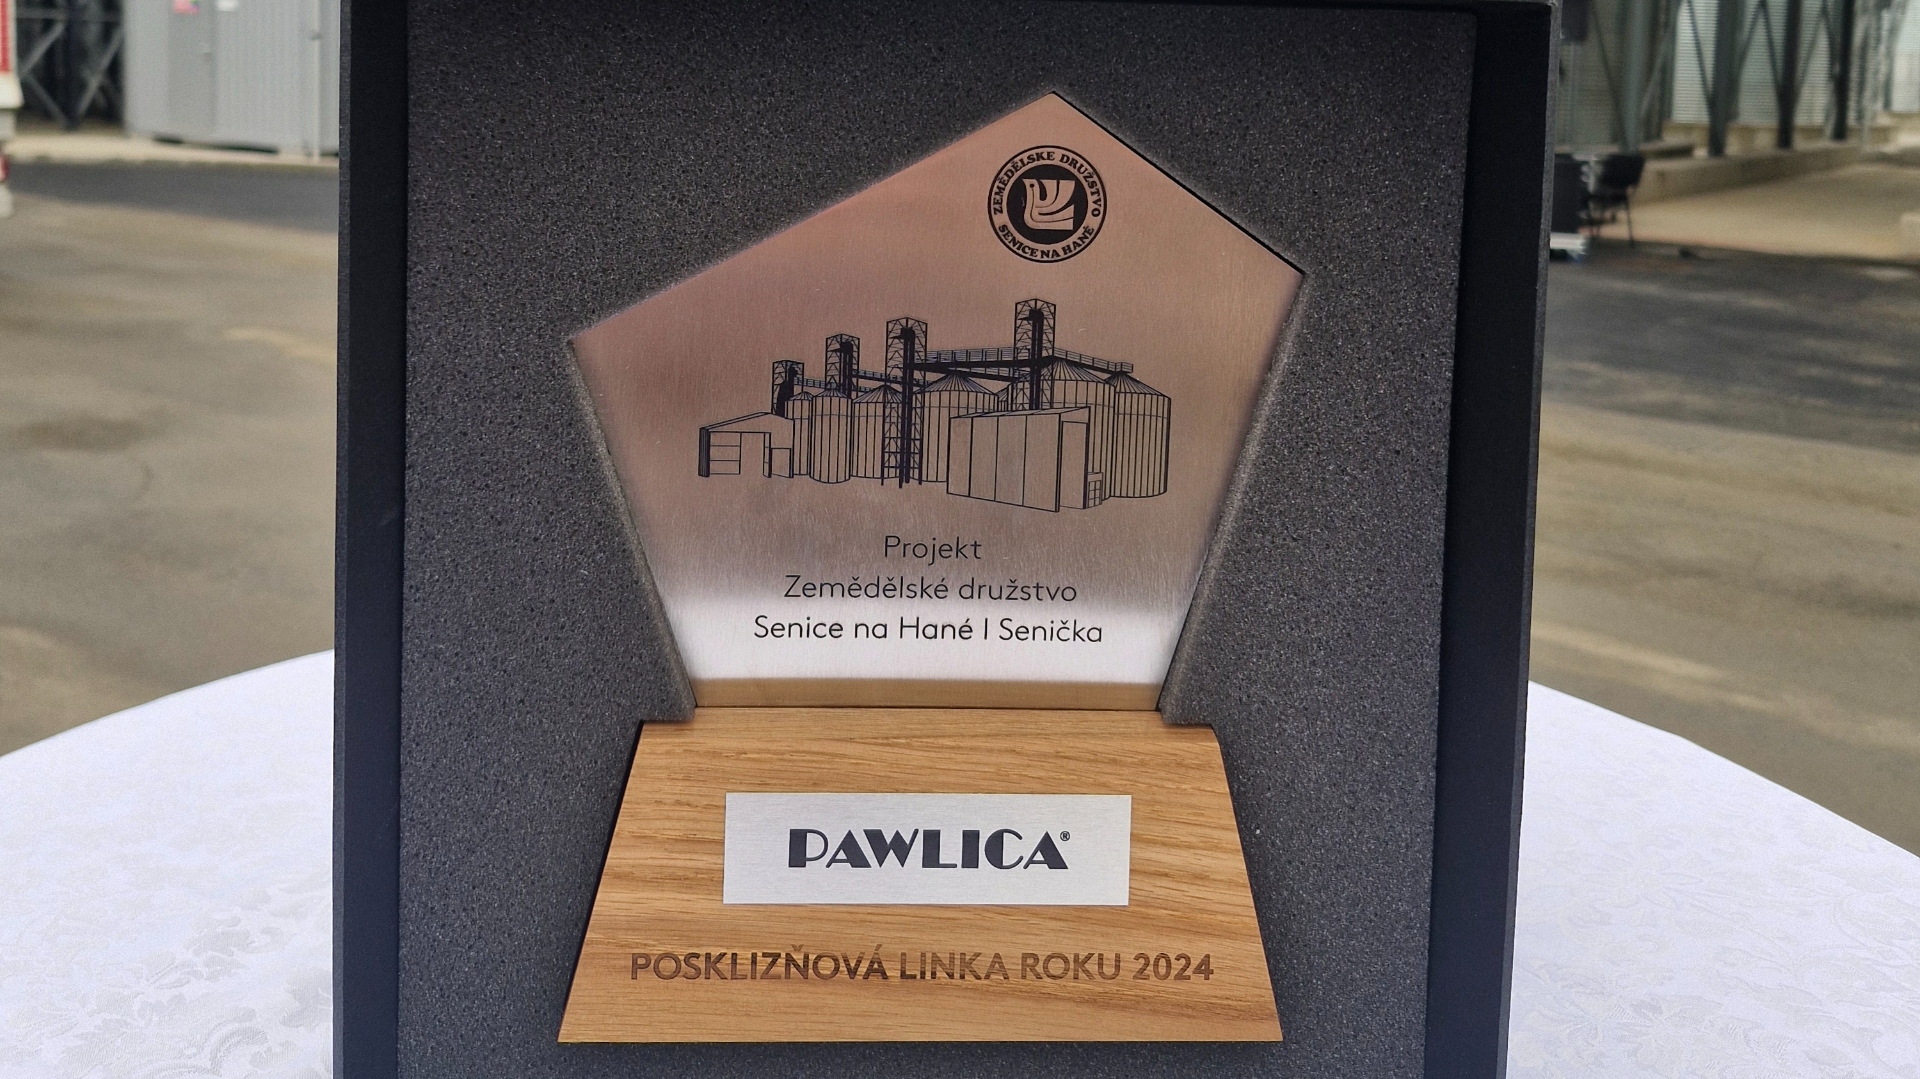 ZEMĚDĚLSKÉ DRUŽSTVO
SENICE NA HANÉ
Projekt
Zemědělské družstvo
Senice na Hané | Senička
PAWLICA®
POSKLIZŇOVÁ LINKA ROKU 2024